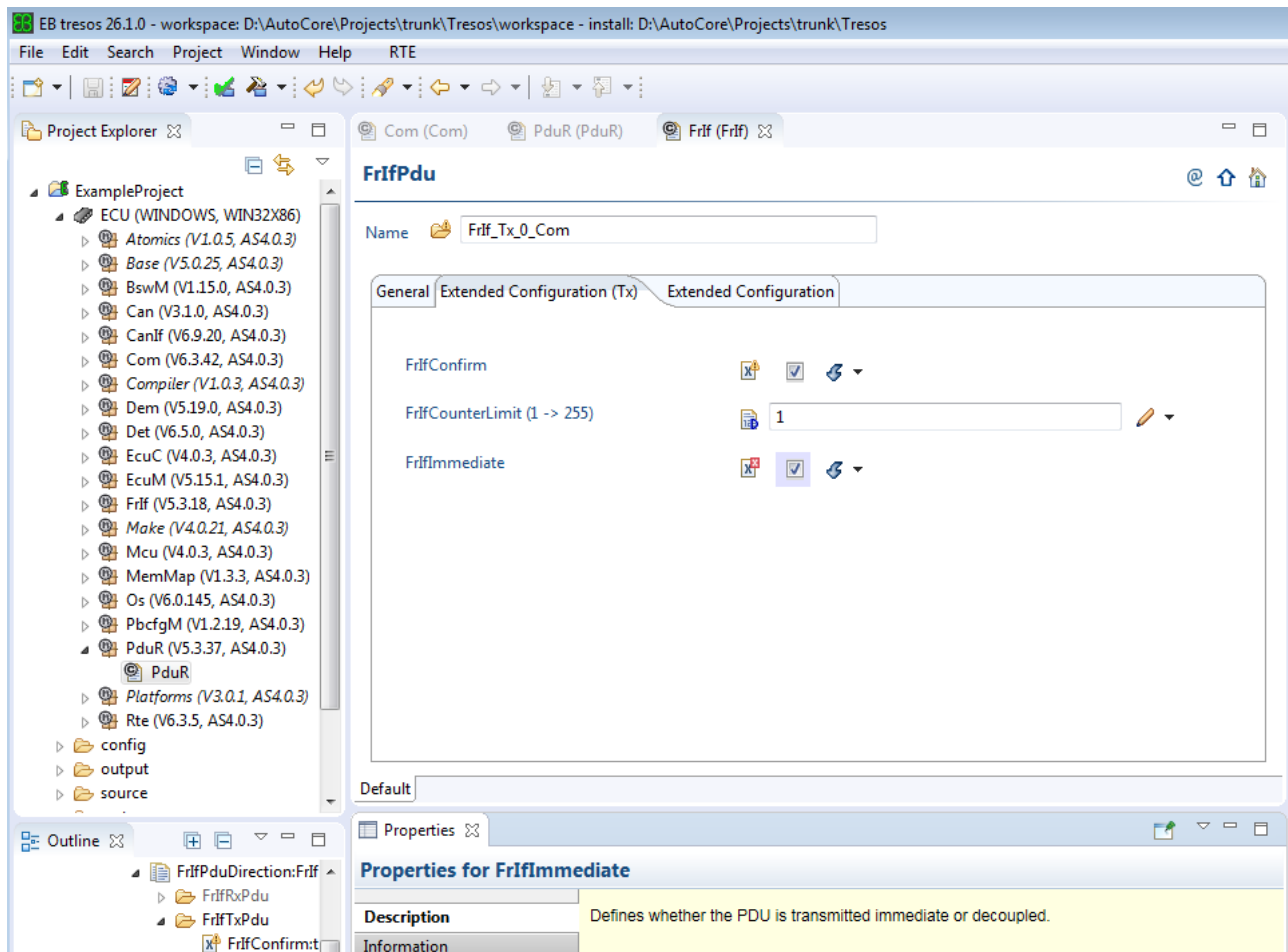 EB tresos 26.1.0 - workspace: D:\AutoCore\Projects\trunk\Tresos\workspace - install: D:\AutoCore\Projects\trunk\Tresos
File Edit Search Project Window Help RTE
Project Explorer
ExampleProject
ECU (WINDOWS, WIN32X86)
Atomics (V1.0.5, AS4.0.3)
Base (V5.0.25, AS4.0.3)
BswM (V1.15.0, AS4.0.3)
Can (V3.1.0, AS4.0.3)
CanIf (V6.9.20, AS4.0.3)
Com (V6.3.42, AS4.0.3)
Compiler (V1.0.3, AS4.0.3)
Dem (V5.19.0, AS4.0.3)
Det (V6.5.0, AS4.0.3)
EcuC (V4.0.3, AS4.0.3)
EcuM (V5.15.1, AS4.0.3)
FrIf (V5.3.18, AS4.0.3)
Make (V4.0.21, AS4.0.3)
Mcu (V4.0.3, AS4.0.3)
MemMap (V1.3.3, AS4.0.3)
Os (V6.0.145, AS4.0.3)
PbcfgM (V1.2.19, AS4.0.3)
PduR (V5.3.37, AS4.0.3)
PduR
Platforms (V3.0.1, AS4.0.3)
Rte (V6.3.5, AS4.0.3)
config
output
source
Outline
FrIfPduDirection:FrIf
FrIfRxPdu
FrIfTxPdu
FrIfConfirm:t
Com (Com) PduR (PduR) FrIf (FrIf)
FrIfPdu
Name FrIf_Tx_0_Com
General Extended Configuration (Tx) Extended Configuration
FrIfConfirm
FrIfCounterLimit (1 -> 255) 1
FrIfImmediate
Default
Properties
Properties for FrIfImmediate
Description Defines whether the PDU is transmitted immediate or decoupled.
Information